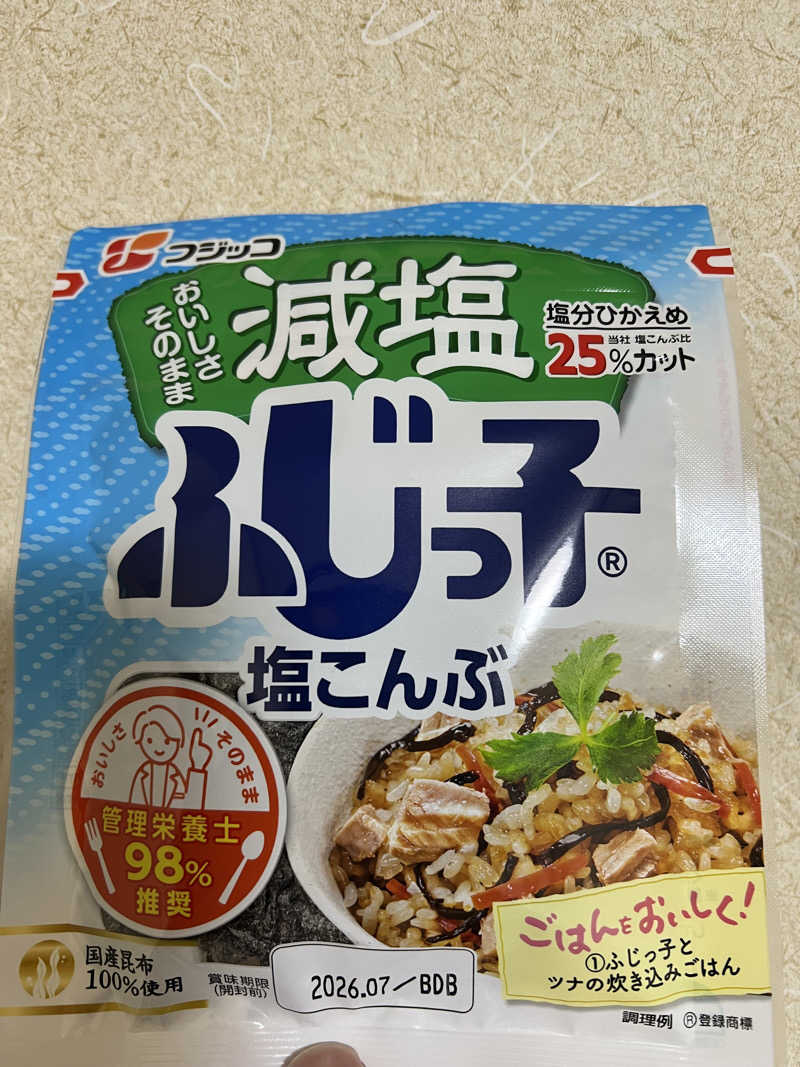 フジッコ
おいしさ
そのまま
減塩
塩分ひかえめ
当社 塩こんぶ比
25%カット
ふじっ子®
塩こんぶ
おいしさ そのまま
管理栄養士
98%
推奨
国産昆布
100%使用
賞味期限
(開封前)
2026.07/BDB
ごはんをおいしく!
①ふじっ子と
ツナの炊き込みごはん
調理例 ®登録商標